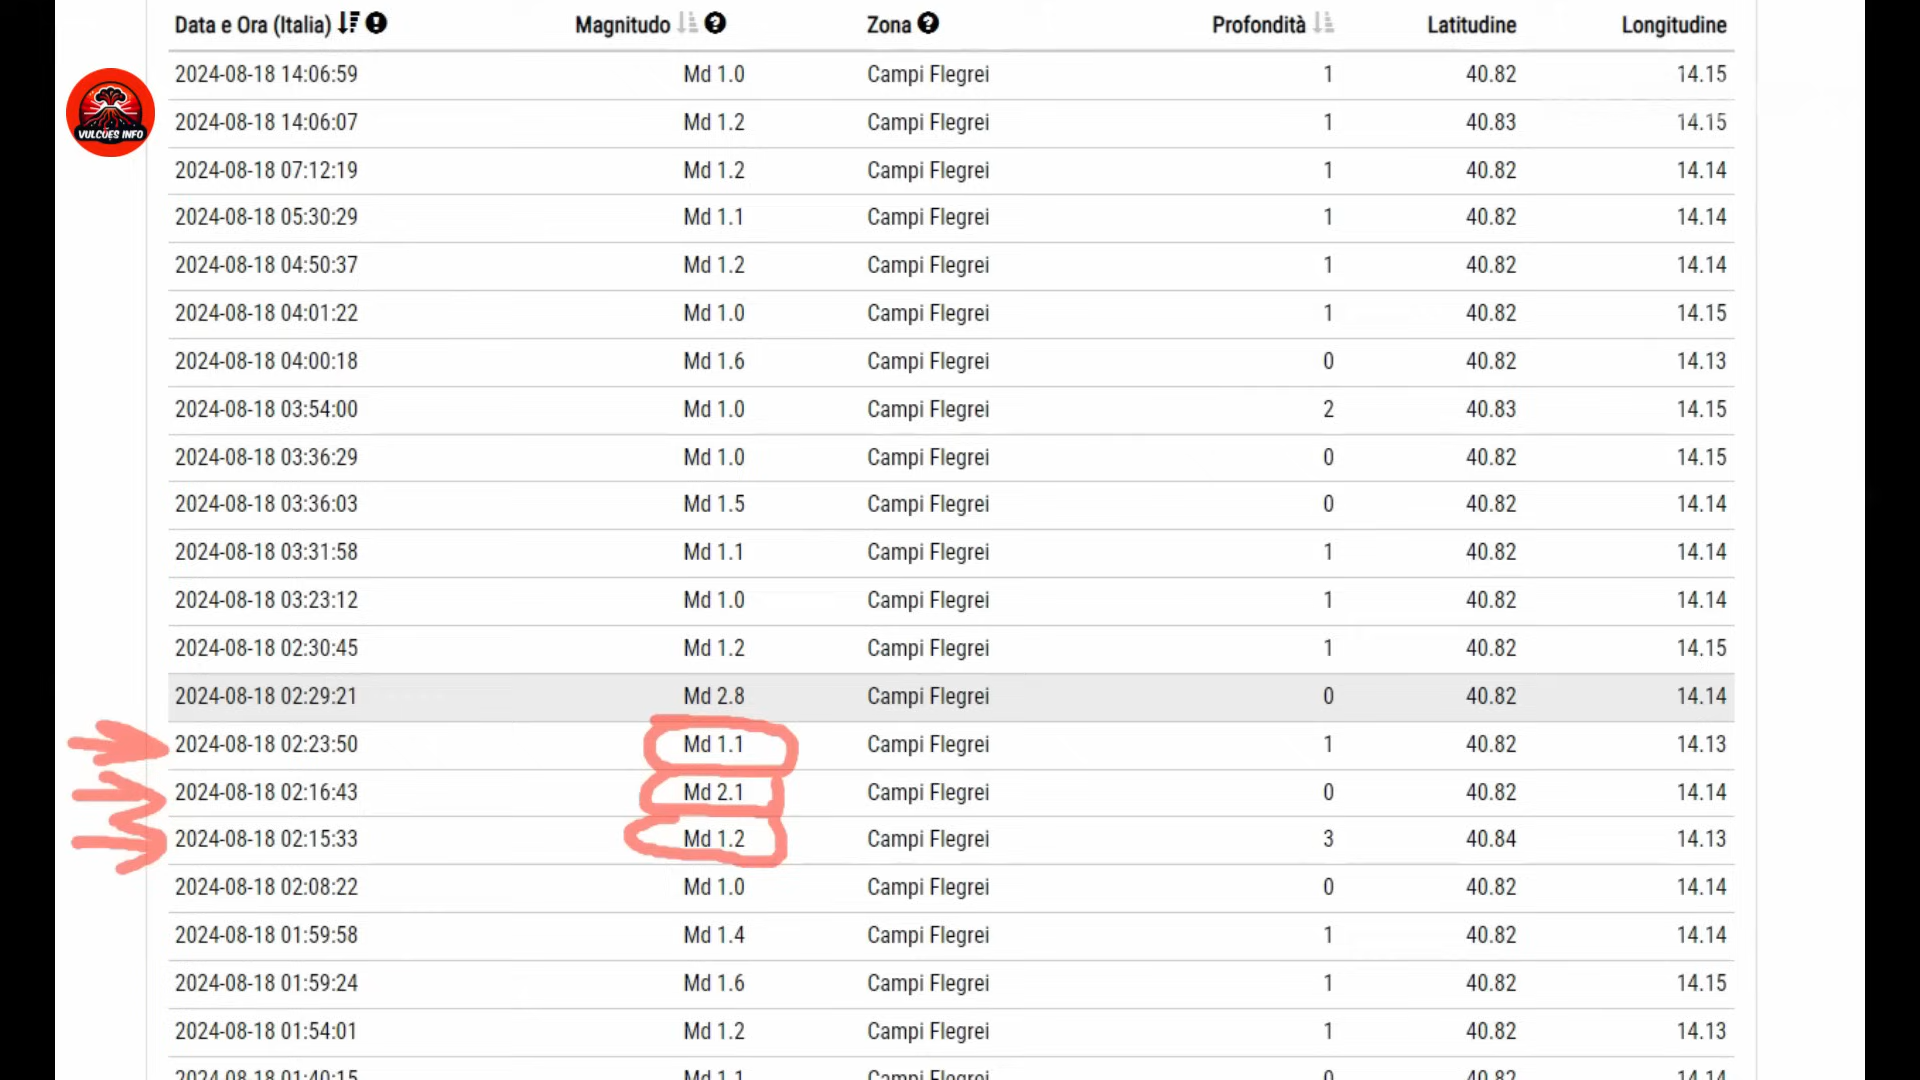 Data e Ora (Italia) Magnitudo Zona Profondità Latitudine Longitudine
2024-08-18 14:06:59 Md 1.0 Campi Flegrei 1 40.82 14.15
VULCÕES INFO
2024-08-18 14:06:07 Md 1.2 Campi Flegrei 1 40.83 14.15
2024-08-18 07:12:19 Md 1.2 Campi Flegrei 1 40.82 14.14
2024-08-18 05:30:29 Md 1.1 Campi Flegrei 1 40.82 14.14
2024-08-18 04:50:37 Md 1.2 Campi Flegrei 1 40.82 14.14
2024-08-18 04:01:22 Md 1.0 Campi Flegrei 1 40.82 14.15
2024-08-18 04:00:18 Md 1.6 Campi Flegrei 0 40.82 14.13
2024-08-18 03:54:00 Md 1.0 Campi Flegrei 2 40.83 14.15
2024-08-18 03:36:29 Md 1.0 Campi Flegrei 0 40.82 14.15
2024-08-18 03:36:03 Md 1.5 Campi Flegrei 0 40.82 14.14
2024-08-18 03:31:58 Md 1.1 Campi Flegrei 1 40.82 14.14
2024-08-18 03:23:12 Md 1.0 Campi Flegrei 1 40.82 14.14
2024-08-18 02:30:45 Md 1.2 Campi Flegrei 1 40.82 14.15
2024-08-18 02:29:21 Md 2.8 Campi Flegrei 0 40.82 14.14
2024-08-18 02:23:50 Md 1.1 Campi Flegrei 1 40.82 14.13
2024-08-18 02:16:43 Md 2.1 Campi Flegrei 0 40.82 14.14
2024-08-18 02:15:33 Md 1.2 Campi Flegrei 3 40.84 14.13
2024-08-18 02:08:22 Md 1.0 Campi Flegrei 0 40.82 14.14
2024-08-18 01:59:58 Md 1.4 Campi Flegrei 1 40.82 14.14
2024-08-18 01:59:24 Md 1.6 Campi Flegrei 1 40.82 14.15
2024-08-18 01:54:01 Md 1.2 Campi Flegrei 1 40.82 14.13
2024-08-18 01:40:15 Md 1.1 Campi Flegrei 0 40.82 14.14